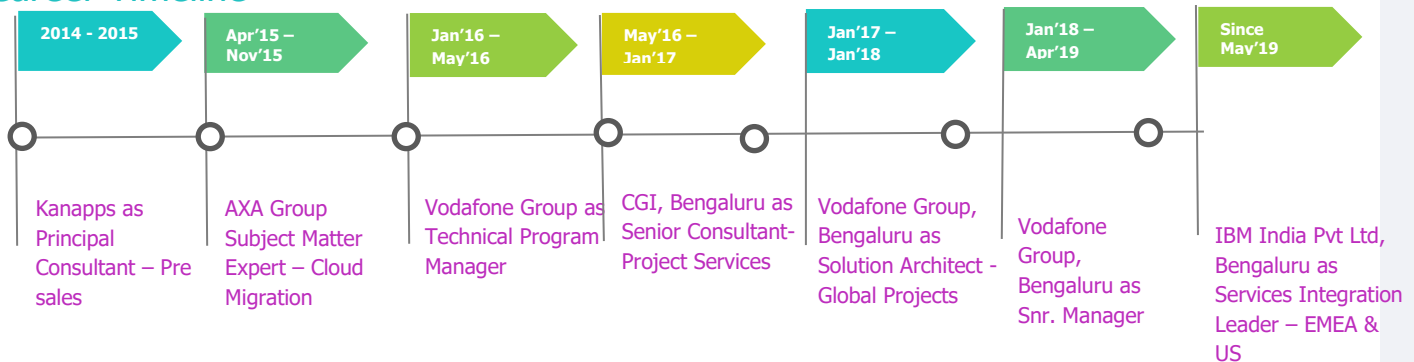 Career Timeline
2014 - 2015
Apr'15 –
Nov'15
Jan'16 –
May'16
May'16 –
Jan'17
Jan'17 –
Jan'18
Jan'18 –
Apr'19
Since
May'19
Kanapps as
Principal
Consultant – Pre
sales
AXA Group
Subject Matter
Expert – Cloud
Migration
Vodafone Group as
Technical Program
Manager
CGI, Bengaluru as
Senior Consultant-
Project Services
Vodafone Group,
Bengaluru as
Solution Architect -
Global Projects
Vodafone
Group,
Bengaluru as
Snr. Manager
IBM India Pvt Ltd,
Bengaluru as
Services Integration
Leader – EMEA &
US